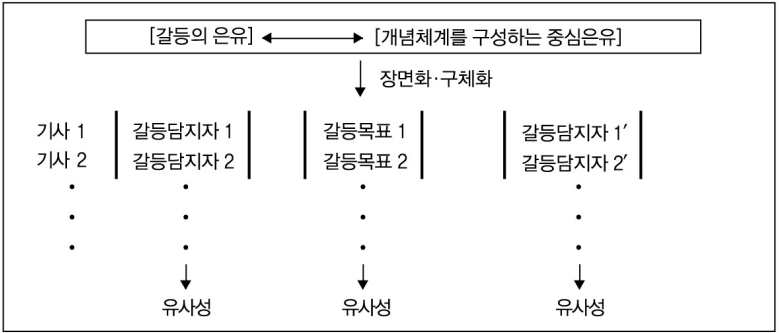 [갈등의 은유] ↔ [개념체계를 구성하는 중심은유]
장면화·구체화
기사 1 갈등담지자 1 갈등목표 1 갈등담지자 1′
기사 2 갈등담지자 2 갈등목표 2 갈등담지자 2′
유사성 유사성 유사성